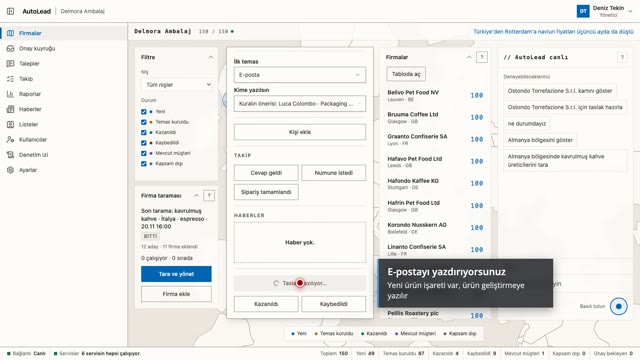 AutoLead
Delmora Ambalaj
DT
Deniz Tekin
Yönetici
Firmalar
Onay kuyruğu
Talepler
Takip
Raporlar
Haberler
Listeler
Kullanıcılar
Denetim izi
Ayarlar
Delmora Ambalaj 150 / 150
Türkiye'den Rotterdam'a navlun fiyatları üçüncü ayda da düştü
Filtre
Niş
Tüm nişler
Durum
Yeni
Temas kuruldu
Kazanıldı
Kaybedildi
Mevcut müşteri
Kapsam dışı
Firma taraması
?
Son tarama: kavrulmuş kahve · İtalya · espresso · 20.11 16:00
BİTTİ
12 aday · 11 firma eklendi
0 çalışıyor · 0 sırada
Tara ve yönet
Firma ekle
İlk temas
E-posta
Kime yazılsın
Kuralın önerisi: Luca Colombo · Packaging ...
Kişi ekle
TAKİP
Cevap geldi
Numune istedi
Sipariş tamamlandı
HABERLER
Haber yok.
Kazanıldı
Kaybedildi
Firmalar
?
Tabloda aç
Belivo Pet Food NV
Leuven · BE
100
Bruuma Coffee Ltd
Glasgow · GB
100
Graanto Confiserie SA
Lyon · FR
100
Hafavo Pet Food Ltd
Leeds · GB
100
Hafondo Kaffee KG
Stuttgart · DE
100
Hafrin Pet Food Ltd
Glasgow · GB
100
Korondo Nusskern AG
Bielefeld · DE
100
Linanto Confiserie SA
Lille · FR
100
Pellis Roastery plc
// AutoLead canlı
?
Deneyebilecekleriniz
Ostondo Torrefazione S.r.l. kartını göster
Ostondo Torrefazione S.r.l. için taslak hazırla
ne durumdayız
Almanya bölgesini göster
Almanya bölgesinde kavrulmuş kahve üreticilerini tara
Basılı tutun
E-postayı yazdırıyorsunuz
Yeni ürün işareti var, ürün geliştirmeye yazılır
Yeni
Temas kuruldu
Kazanıldı
Mevcut müşteri
Kapsam dışı
Bağlantı Canlı
Servisler 6 servisin hepsi çalışıyor.
Toplam 150
Yeni 49
Temas kuruldu 87
Kazanıldı 4
Kaybedildi 9
Mevcut müşteri 1
Kapsam dışı 0
Onay bekleyen 0